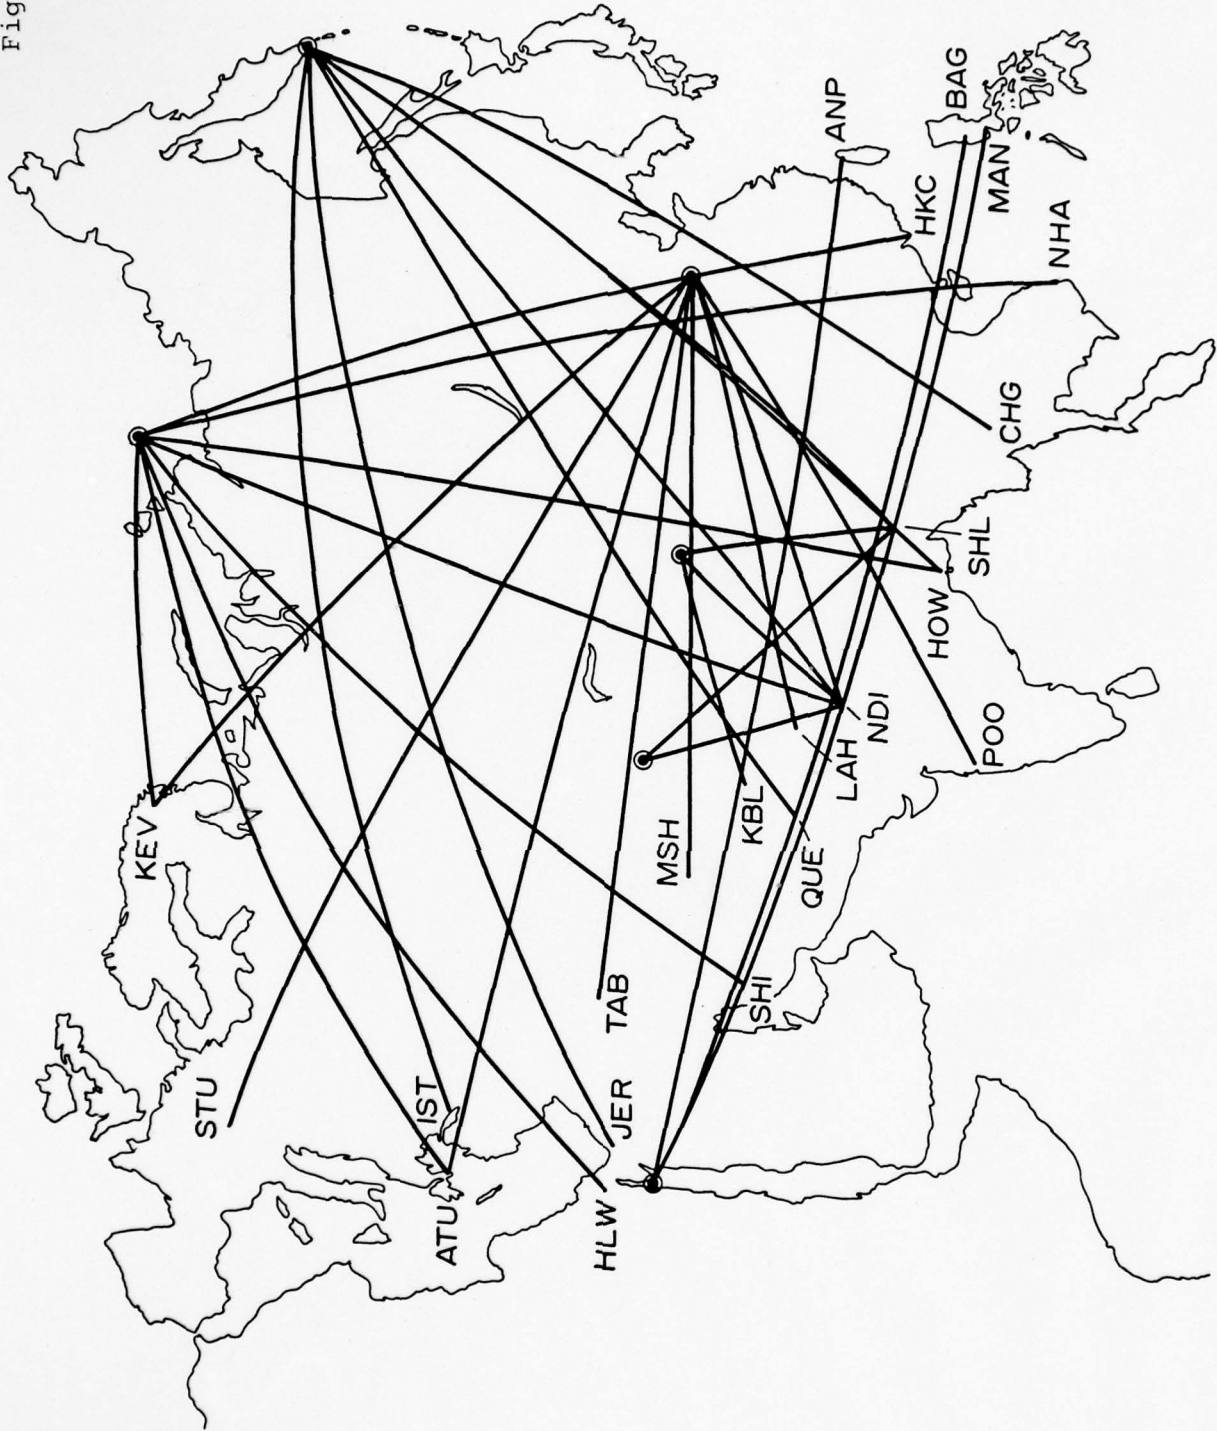 Fig
BAG
ANP
MAN
HKC
NHA
CHG
SHL
HOW
NDI
POO
LAH
KBL
MSH
QUE
KEV
TAB
SHI
STU
IST
JER
ATU
HLW